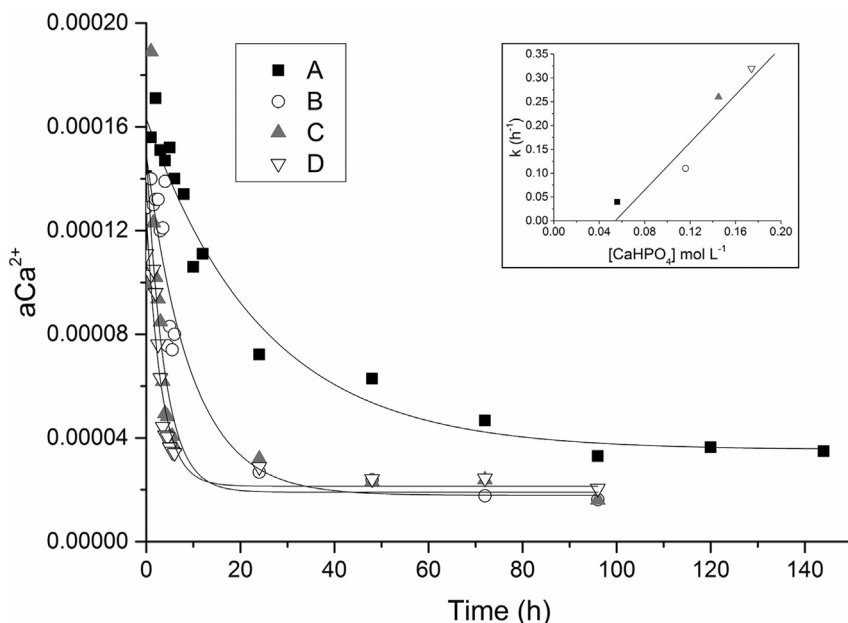 0.00020
0.00016
0.00012
0.00008
0.00004
0.00000
aCa²⁺
0 20 40 60 80 100 120 140
Time (h)
A
B
C
D
0.35
0.30
0.25
0.20
0.15
0.10
0.05
0.00
k (h⁻¹)
0.00 0.04 0.08 0.12 0.16 0.20
[CaHPO₄] mol L⁻¹